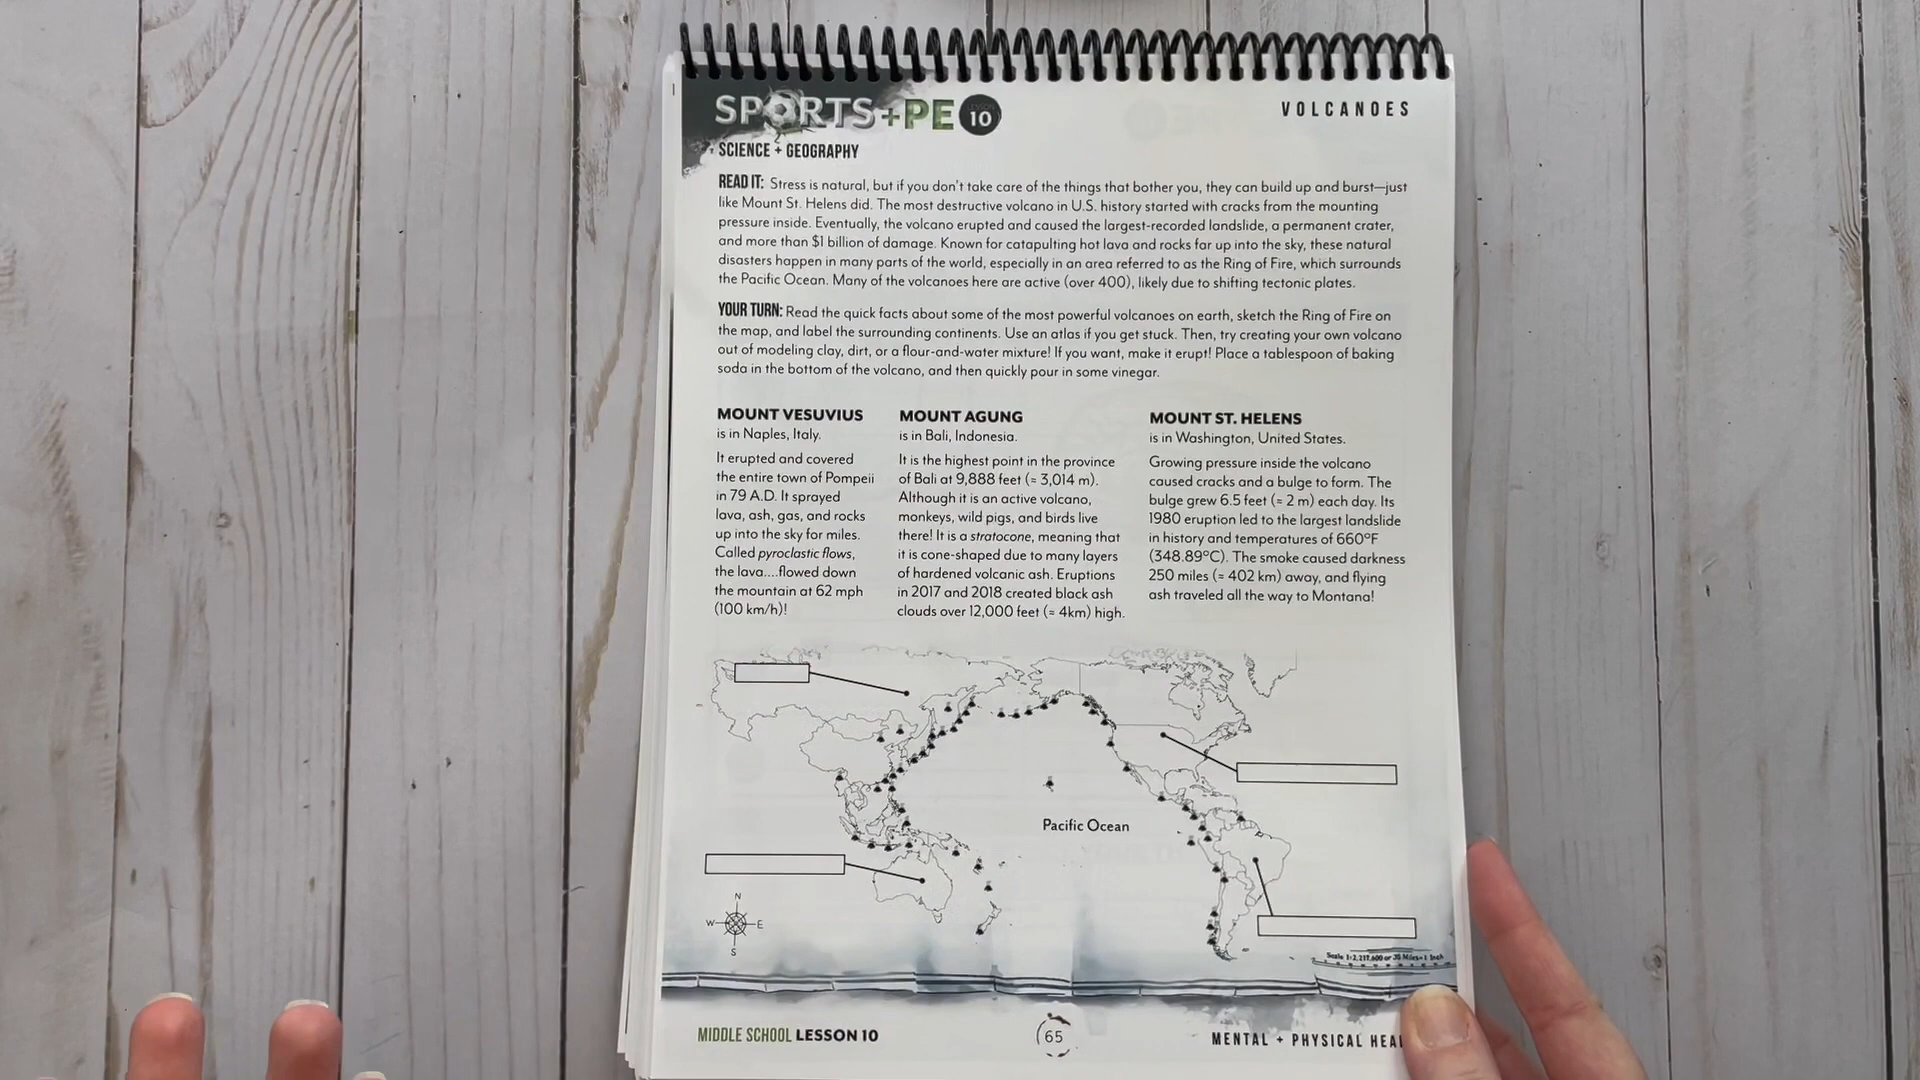 SPORTS+PE LESSON 10
VOLCANOES
SCIENCE + GEOGRAPHY
READ IT: Stress is natural, but if you don't take care of the things that bother you, they can build up and burst—just
like Mount St. Helens did. The most destructive volcano in U.S. history started with cracks from the mounting
pressure inside. Eventually, the volcano erupted and caused the largest-recorded landslide, a permanent crater,
and more than $1 billion of damage. Known for catapulting hot lava and rocks far up into the sky, these natural
disasters happen in many parts of the world, especially in an area referred to as the Ring of Fire, which surrounds
the Pacific Ocean. Many of the volcanoes here are active (over 400), likely due to shifting tectonic plates.
YOUR TURN: Read the quick facts about some of the most powerful volcanoes on earth, sketch the Ring of Fire on
the map, and label the surrounding continents. Use an atlas if you get stuck. Then, try creating your own volcano
out of modeling clay, dirt, or a flour-and-water mixture! If you want, make it erupt! Place a tablespoon of baking
soda in the bottom of the volcano, and then quickly pour in some vinegar.
MOUNT VESUVIUS
is in Naples, Italy.
It erupted and covered
the entire town of Pompeii
in 79 A.D. It sprayed
lava, ash, gas, and rocks
up into the sky for miles.
Called pyroclastic flows,
the lava....flowed down
the mountain at 62 mph
(100 km/h)!
MOUNT AGUNG
is in Bali, Indonesia.
It is the highest point in the province
of Bali at 9,888 feet (≈ 3,014 m).
Although it is an active volcano,
monkeys, wild pigs, and birds live
there! It is a stratocone, meaning that
it is cone-shaped due to many layers
of hardened volcanic ash. Eruptions
in 2017 and 2018 created black ash
clouds over 12,000 feet (≈ 4km) high.
MOUNT ST. HELENS
is in Washington, United States.
Growing pressure inside the volcano
caused cracks and a bulge to form. The
bulge grew 6.5 feet (≈ 2 m) each day. Its
1980 eruption led to the largest landslide
in history and temperatures of 660°F
(348.89°C). The smoke caused darkness
250 miles (≈ 402 km) away, and flying
ash traveled all the way to Montana!
Pacific Ocean
N
W E
S
Scale 1:2,217,600 or 35 Miles=1 Inch
MIDDLE SCHOOL LESSON 10
65
MENTAL + PHYSICAL HEA